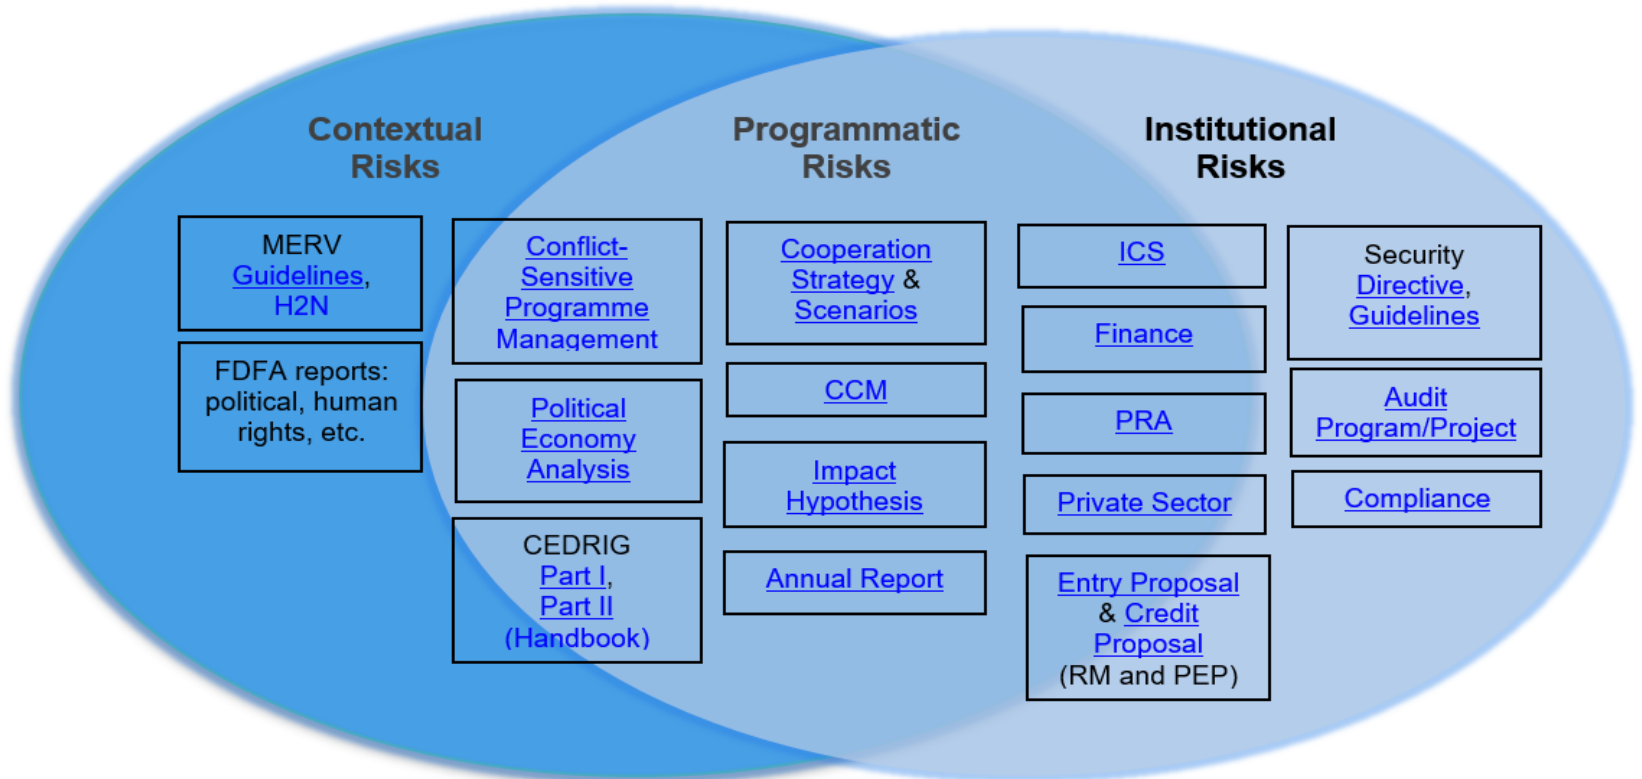 Contextual
Risks
Programmatic
Risks
Institutional
Risks
MERV
Guidelines,
H2N
FDFA reports:
political, human
rights, etc.
Conflict-
Sensitive
Programme
Management
Political
Economy
Analysis
CEDRIG
Part I,
Part II
(Handbook)
Cooperation
Strategy &
Scenarios
CCM
Impact
Hypothesis
Annual Report
ICS
Finance
PRA
Private Sector
Entry Proposal
& Credit
Proposal
(RM and PEP)
Security
Directive,
Guidelines
Audit
Program/Project
Compliance